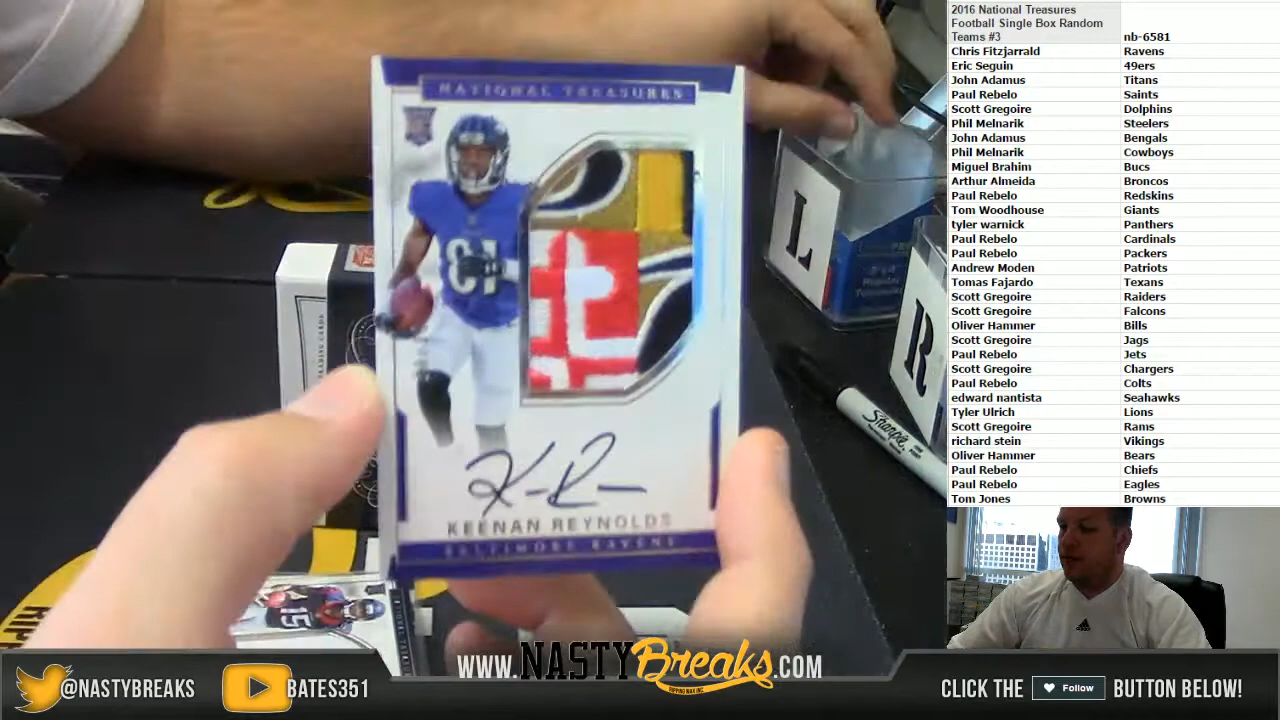 NATIONAL TREASURES
81
KEENAN REYNOLDS
BALTIMORE RAVENS
L
R
Sharpie
15
2016 National Treasures
Football Single Box Random
Teams #3 nb-6581
Chris Fitzjarrald Ravens
Eric Seguin 49ers
John Adamus Titans
Paul Rebelo Saints
Scott Gregoire Dolphins
Phil Melnarik Steelers
John Adamus Bengals
Phil Melnarik Cowboys
Miguel Brahim Bucs
Arthur Almeida Broncos
Paul Rebelo Redskins
Tom Woodhouse Giants
tyler warnick Panthers
Paul Rebelo Cardinals
Paul Rebelo Packers
Andrew Moden Patriots
Tomas Fajardo Texans
Scott Gregoire Raiders
Scott Gregoire Falcons
Oliver Hammer Bills
Scott Gregoire Jags
Paul Rebelo Jets
Scott Gregoire Chargers
Paul Rebelo Colts
edward nantista Seahawks
Tyler Ulrich Lions
Scott Gregoire Rams
richard stein Vikings
Oliver Hammer Bears
Paul Rebelo Chiefs
Paul Rebelo Eagles
Tom Jones Browns
@NASTYBREAKS
BATES351
WWW.NASTYBreaks.COM
RIPPING WAX INC
CLICK THE Follow BUTTON BELOW!